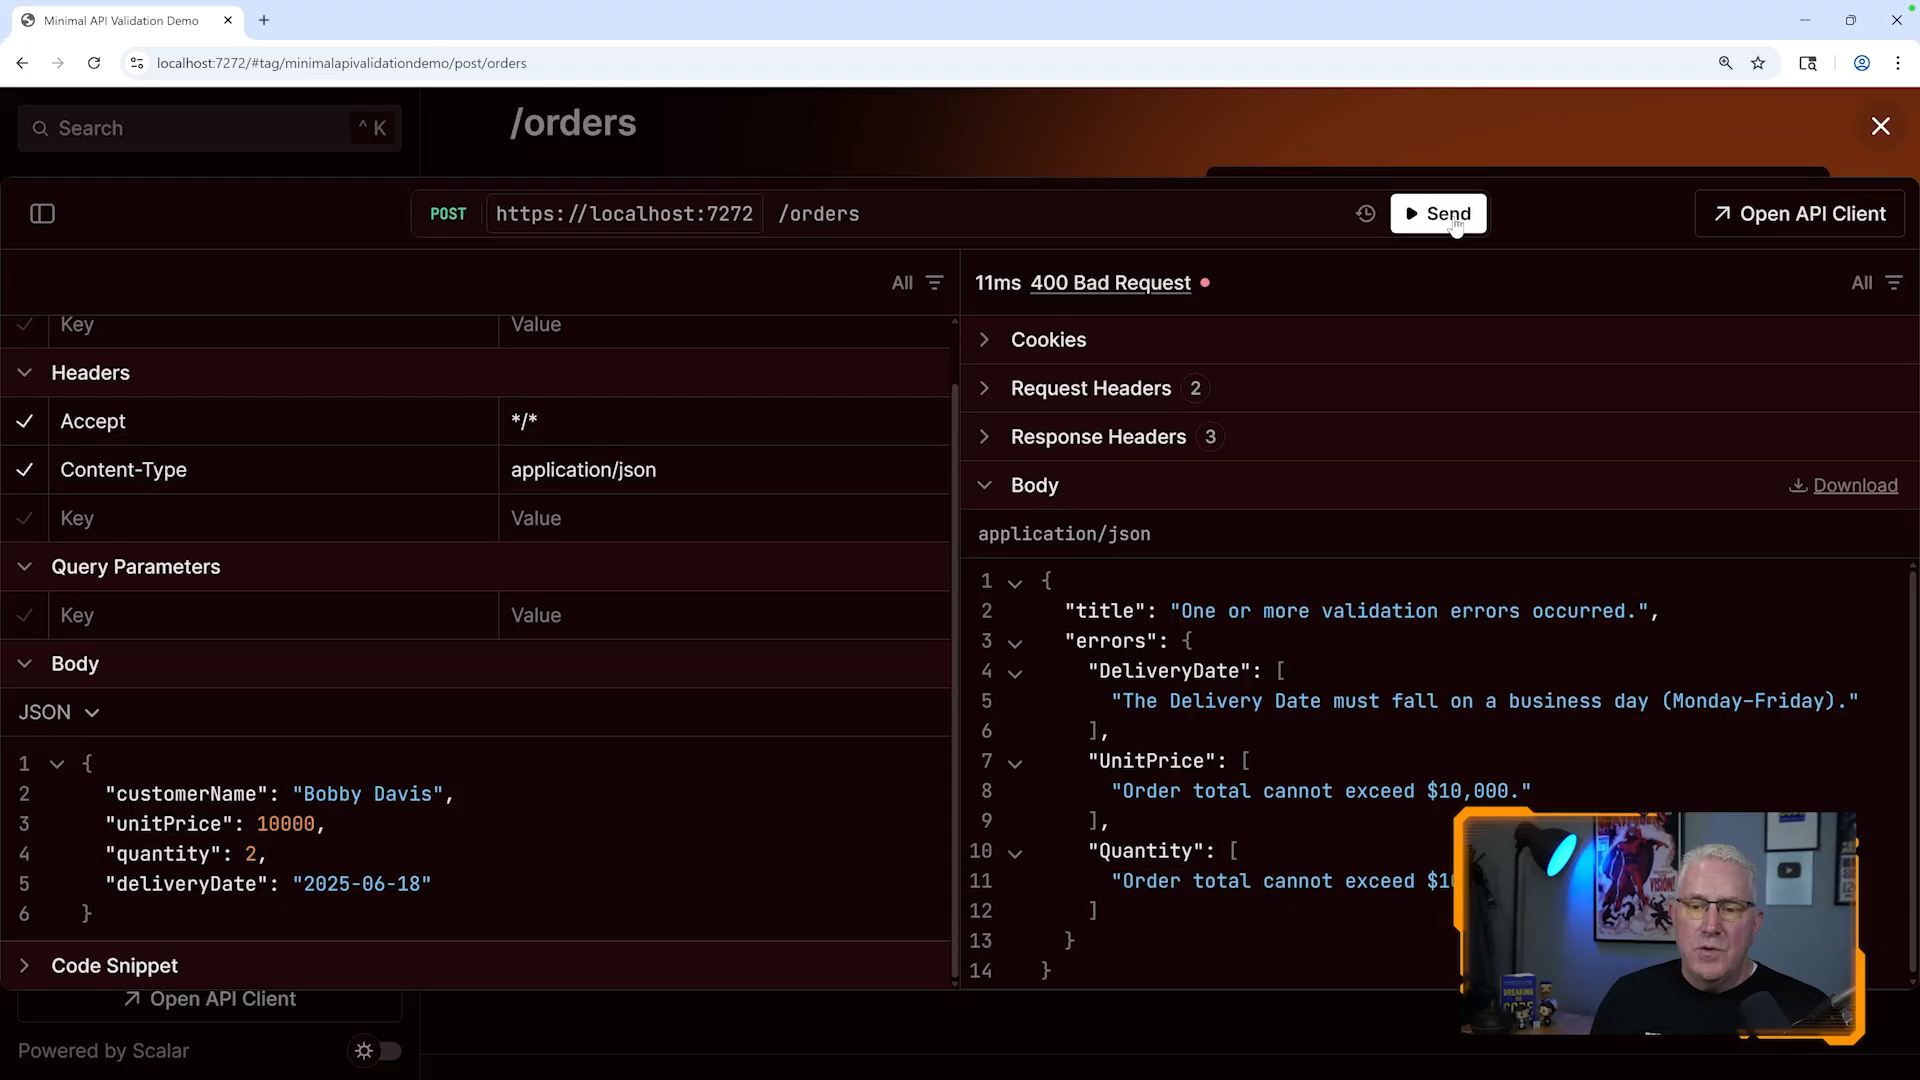 Minimal API Validation Demo
localhost:7272/#tag/minimalapivalidationdemo/post/orders
Search
^ K
/orders
POST
https://localhost:7272
/orders
Send
Open API Client
All
11ms 400 Bad Request
All
Key
Value
Headers
Accept
*/*
Content-Type
application/json
Key
Value
Query Parameters
Key
Value
Body
JSON
1 {
2 "customerName": "Bobby Davis",
3 "unitPrice": 10000,
4 "quantity": 2,
5 "deliveryDate": "2025-06-18"
6 }
Code Snippet
Open API Client
Powered by Scalar
Cookies
Request Headers 2
Response Headers 3
Body
Download
application/json
1 {
2 "title": "One or more validation errors occurred.",
3 "errors": {
4 "DeliveryDate": [
5 "The Delivery Date must fall on a business day (Monday-Friday)."
6 ],
7 "UnitPrice": [
8 "Order total cannot exceed $10,000."
9 ],
10 "Quantity": [
11 "Order total cannot exceed $1
12 ]
13 }
14 }
VISION!
BREAKING
THE
CODE